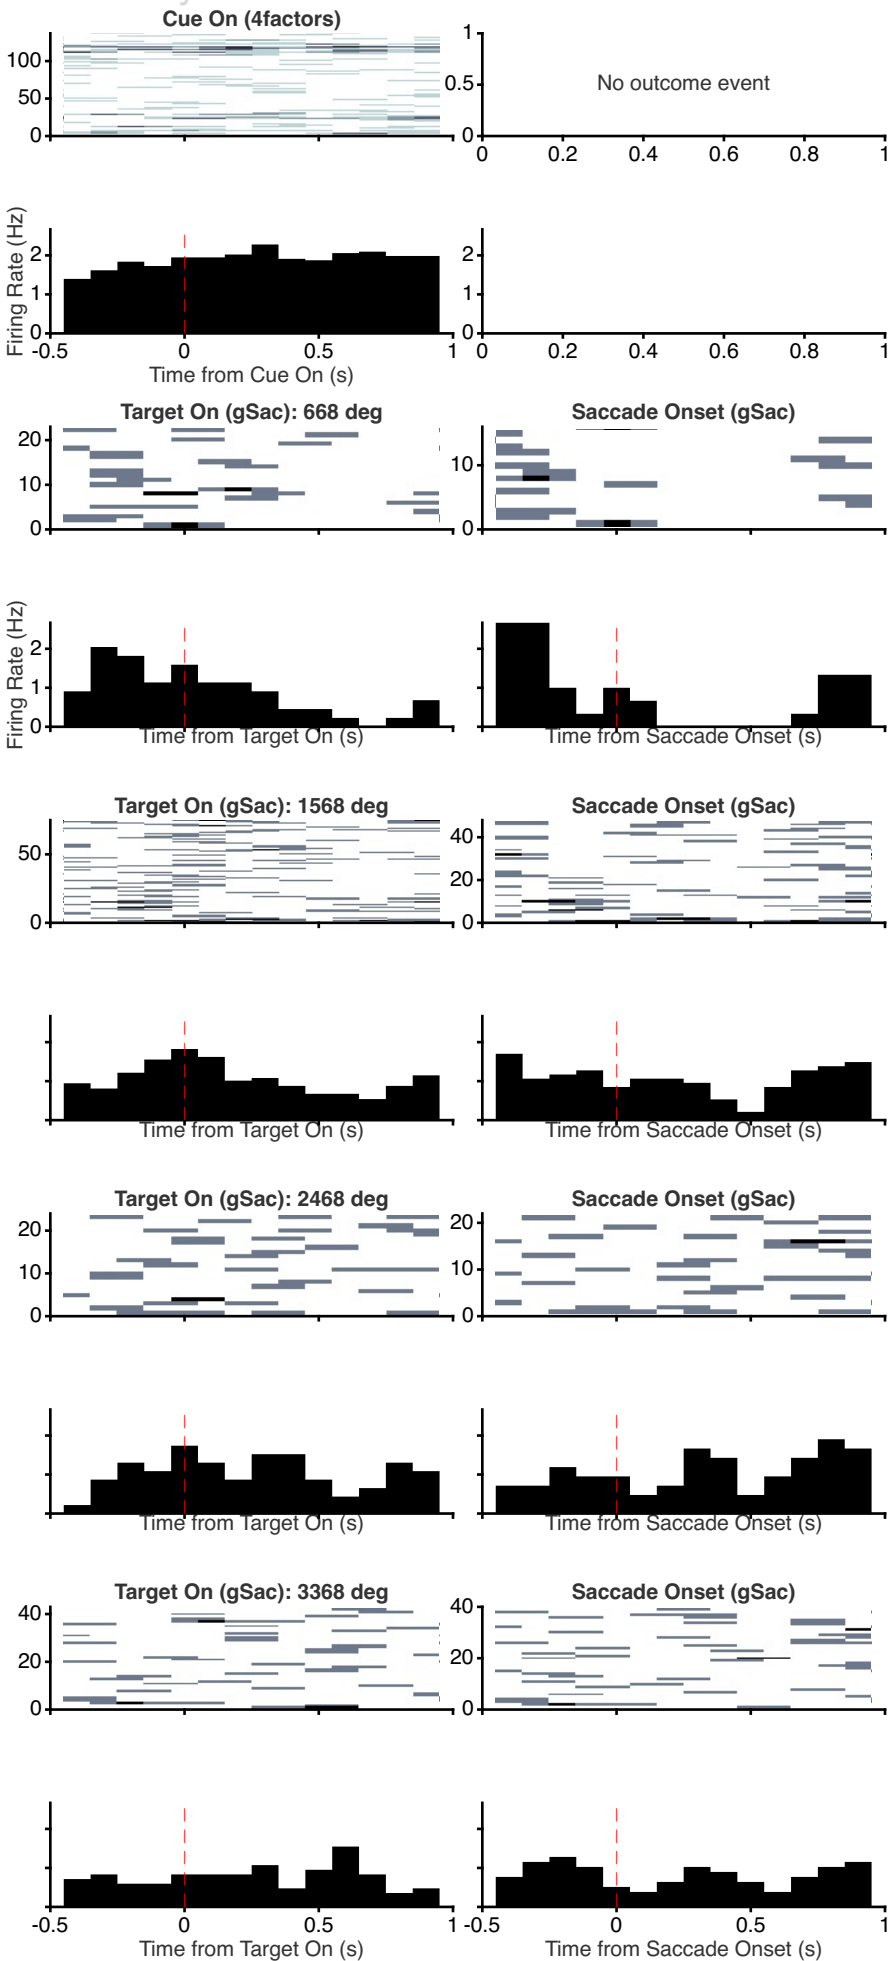 Cue On (4factors)
100
50
0
1
0.5
0
No outcome event
0 0.2 0.4 0.6 0.8 1
Firing Rate (Hz)
2
1
0
-0.5 0 0.5 1
Time from Cue On (s)
2
1
0
0 0.2 0.4 0.6 0.8 1
Target On (gSac): 668 deg
20
10
0
Saccade Onset (gSac)
10
0
Firing Rate (Hz)
2
1
0
Time from Target On (s)
2
1
0
Time from Saccade Onset (s)
Target On (gSac): 1568 deg
50
0
Saccade Onset (gSac)
40
20
0
Time from Target On (s)
Time from Saccade Onset (s)
Target On (gSac): 2468 deg
20
10
0
Saccade Onset (gSac)
20
10
0
Time from Target On (s)
Time from Saccade Onset (s)
Target On (gSac): 3368 deg
40
20
0
Saccade Onset (gSac)
40
20
0
-0.5 0 0.5 1
Time from Target On (s)
-0.5 0 0.5 1
Time from Saccade Onset (s)